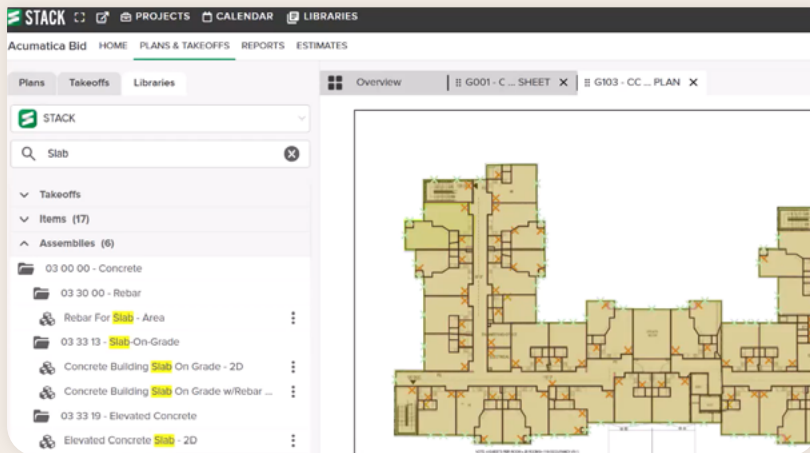 STACK PROJECTS CALENDAR LIBRARIES
Acumatica Bid HOME PLANS & TAKEOFFS REPORTS ESTIMATES
Plans Takeoffs Libraries
Overview G001 - C ... SHEET G103 - CC ... PLAN
STACK
Slab
Takeoffs
Items (17)
Assemblies (6)
03 00 00 - Concrete
03 30 00 - Rebar
Rebar For Slab - Area
03 33 13 - Slab-On-Grade
Concrete Building Slab On Grade - 2D
Concrete Building Slab On Grade w/Rebar ...
03 33 19 - Elevated Concrete
Elevated Concrete Slab - 2D